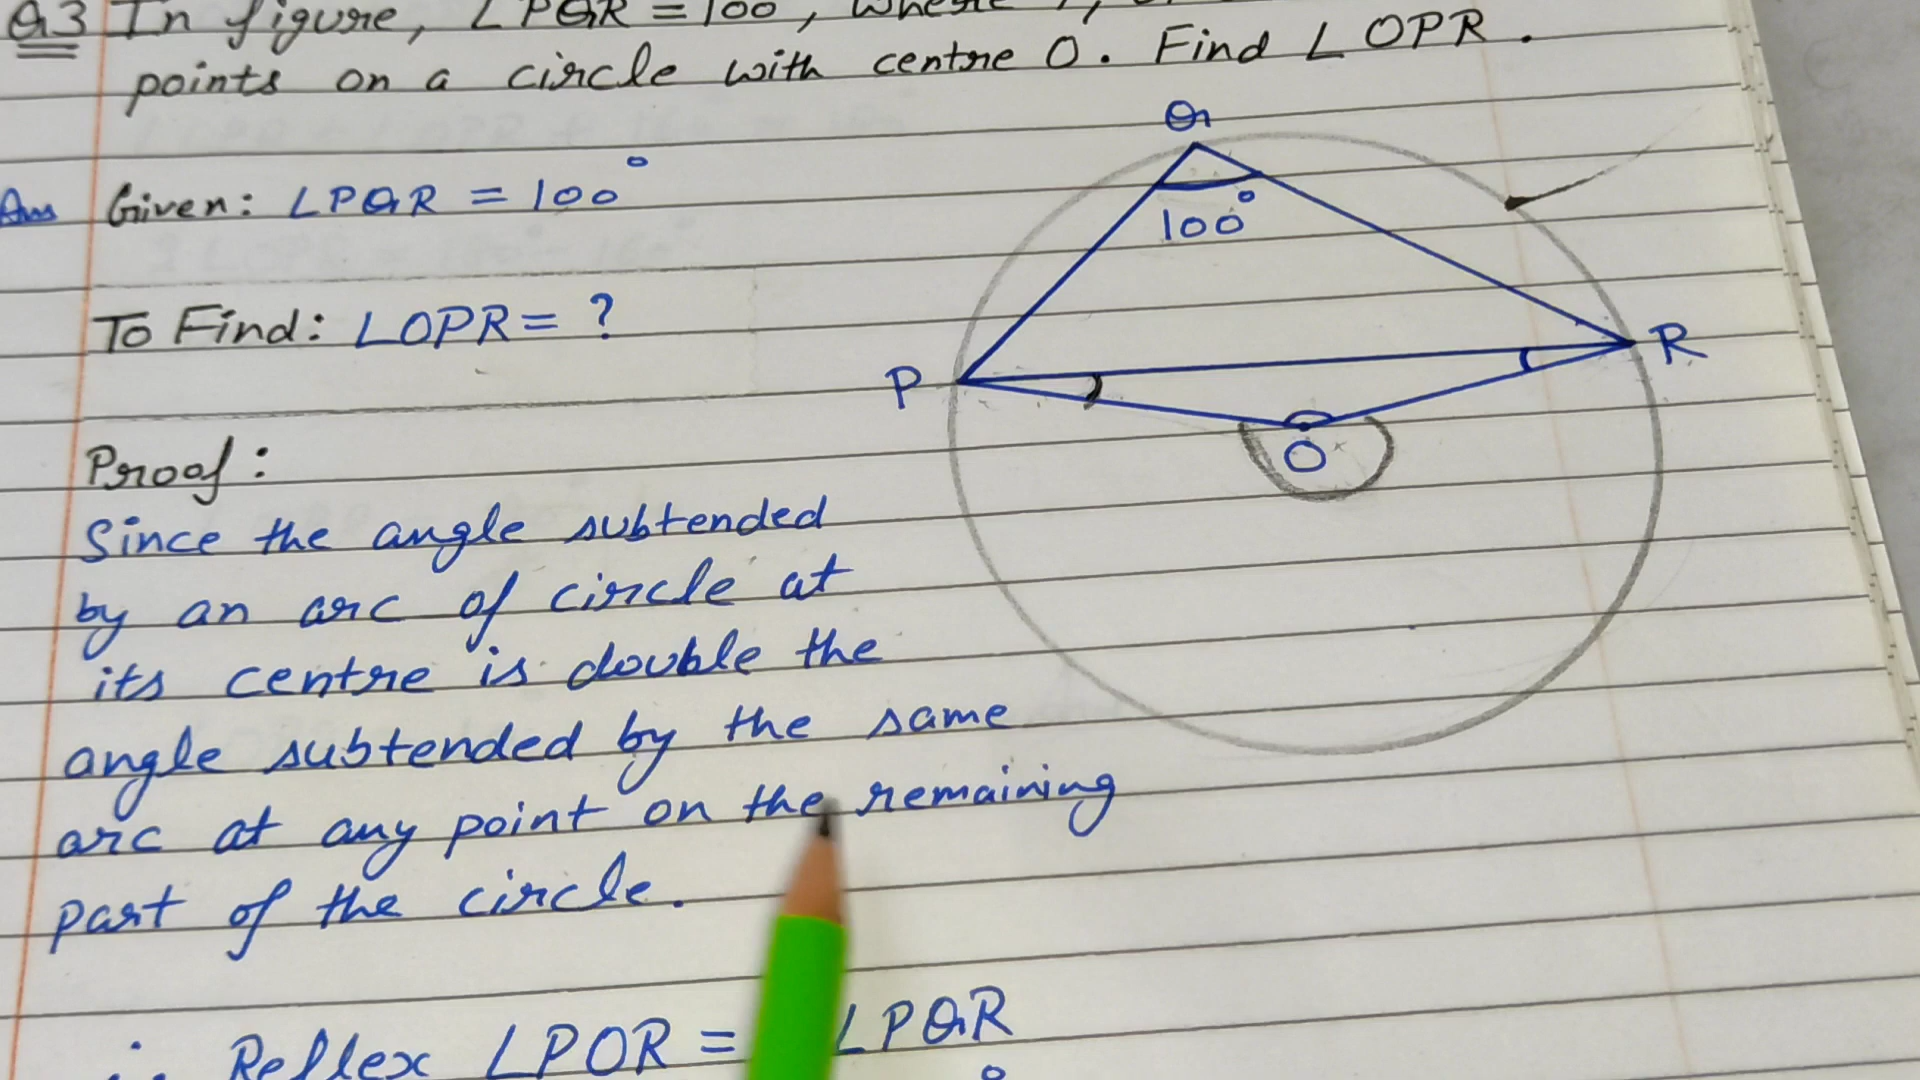 Q3 In figure, ∠PQR = 100°, where P,
points on a circle with centre O. Find ∠OPR.
Ans Given: ∠PQR = 100°
To Find: ∠OPR = ?
Proof:
Since the angle subtended
by an arc of circle at
its centre is double the
angle subtended by the same
arc at any point on the remaining
part of the circle.
∴ Reflex ∠POR = ∠PQR
Q
100°
P
R
O